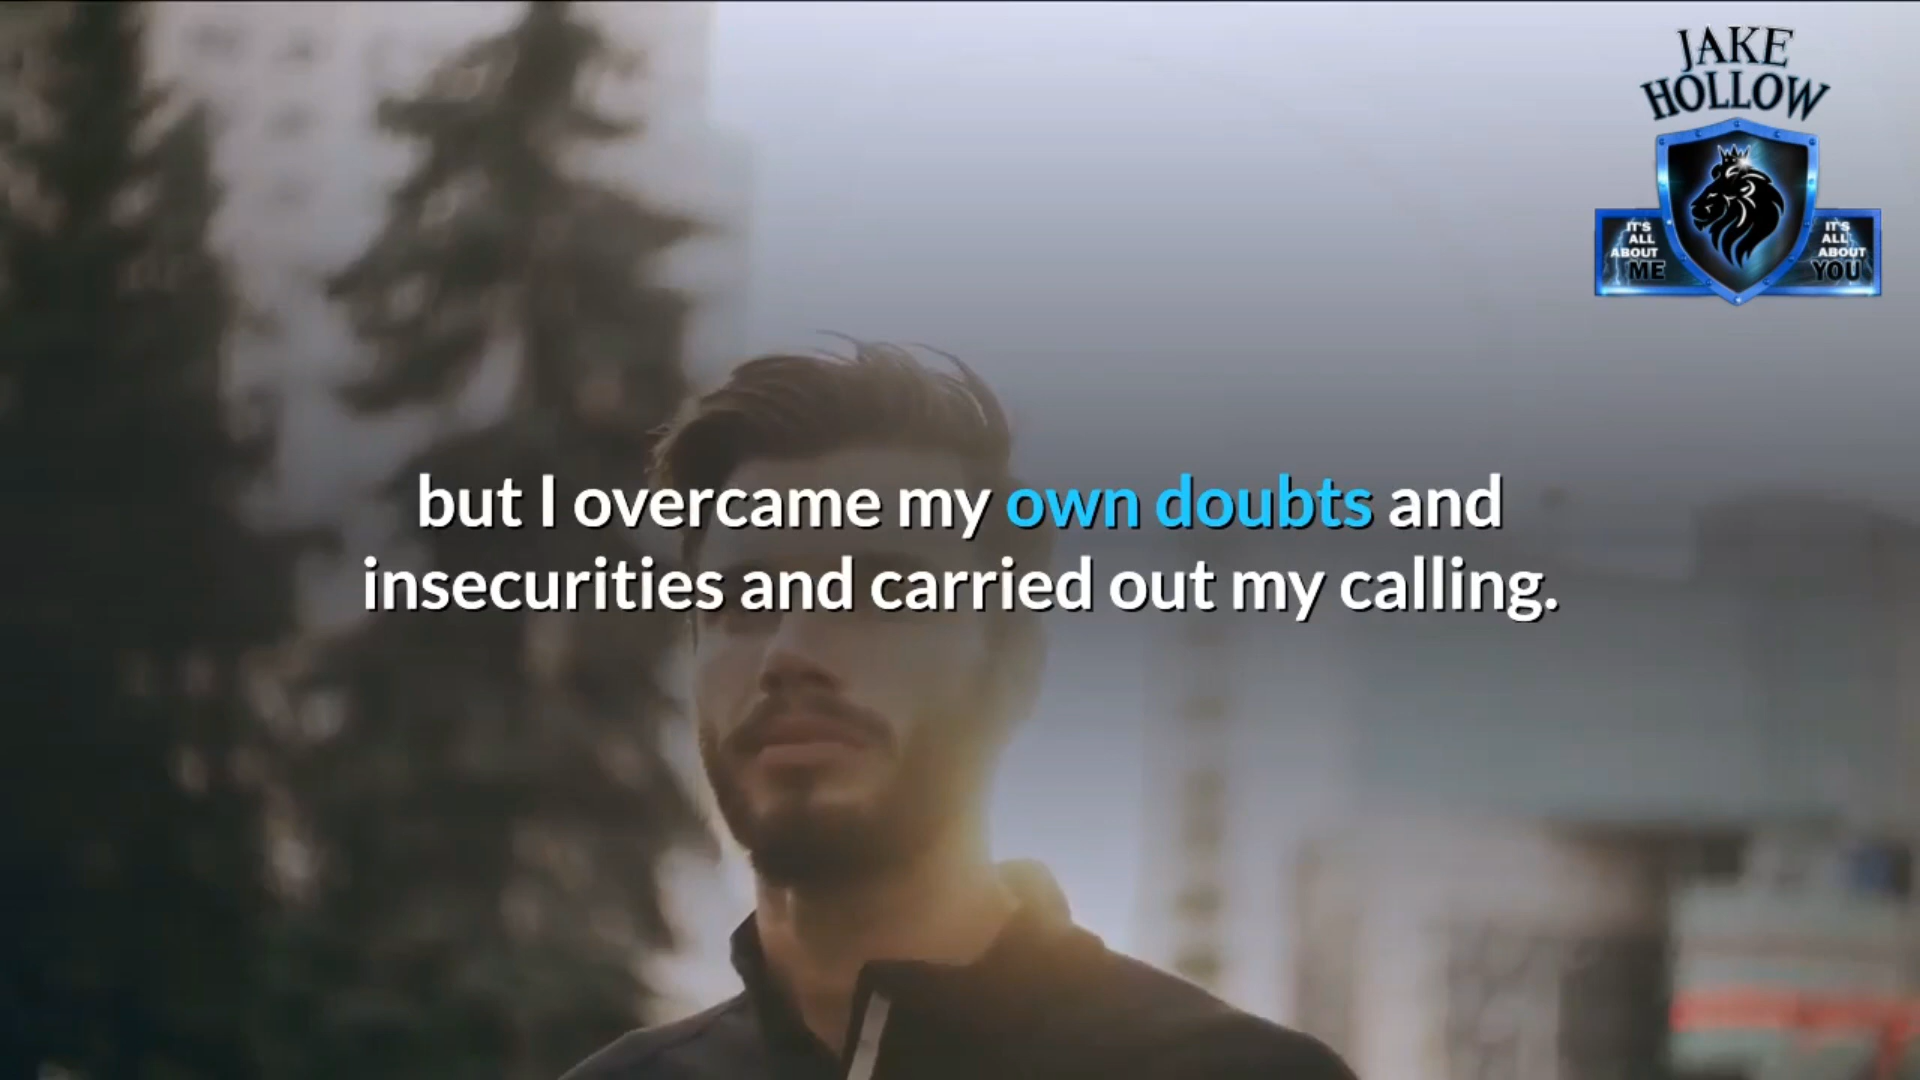 JAKE
HOLLOW
IT'S
ALL
ABOUT
ME
IT'S
ALL
ABOUT
YOU
but I overcame my own doubts and
insecurities and carried out my calling.